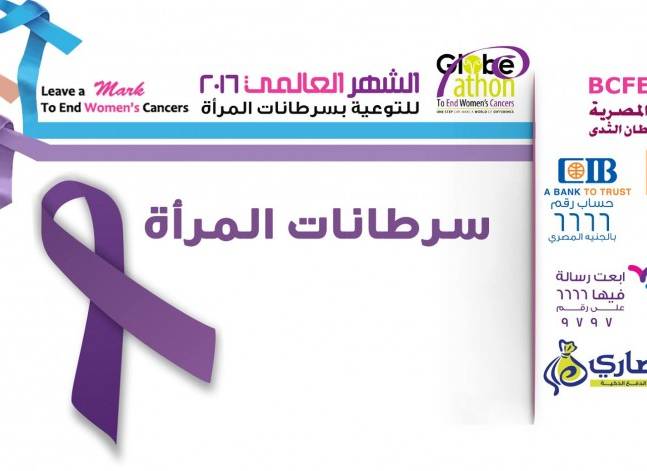 Leave a Mark
To End Women's Cancers
الشهر العالمي ٢٠١٦
للتوعية بسرطانات المرأة
Globe
athon
To End Women's Cancers
سرطانات المرأة
BCFE
المصرية
الثدى
CIB
A BANK TO TRUST
حساب رقم
٦٦٦٦
بالجنيه المصري
ابعت رسالة
فيها ٦٦٦٦
على رقم
٩٧٩٧